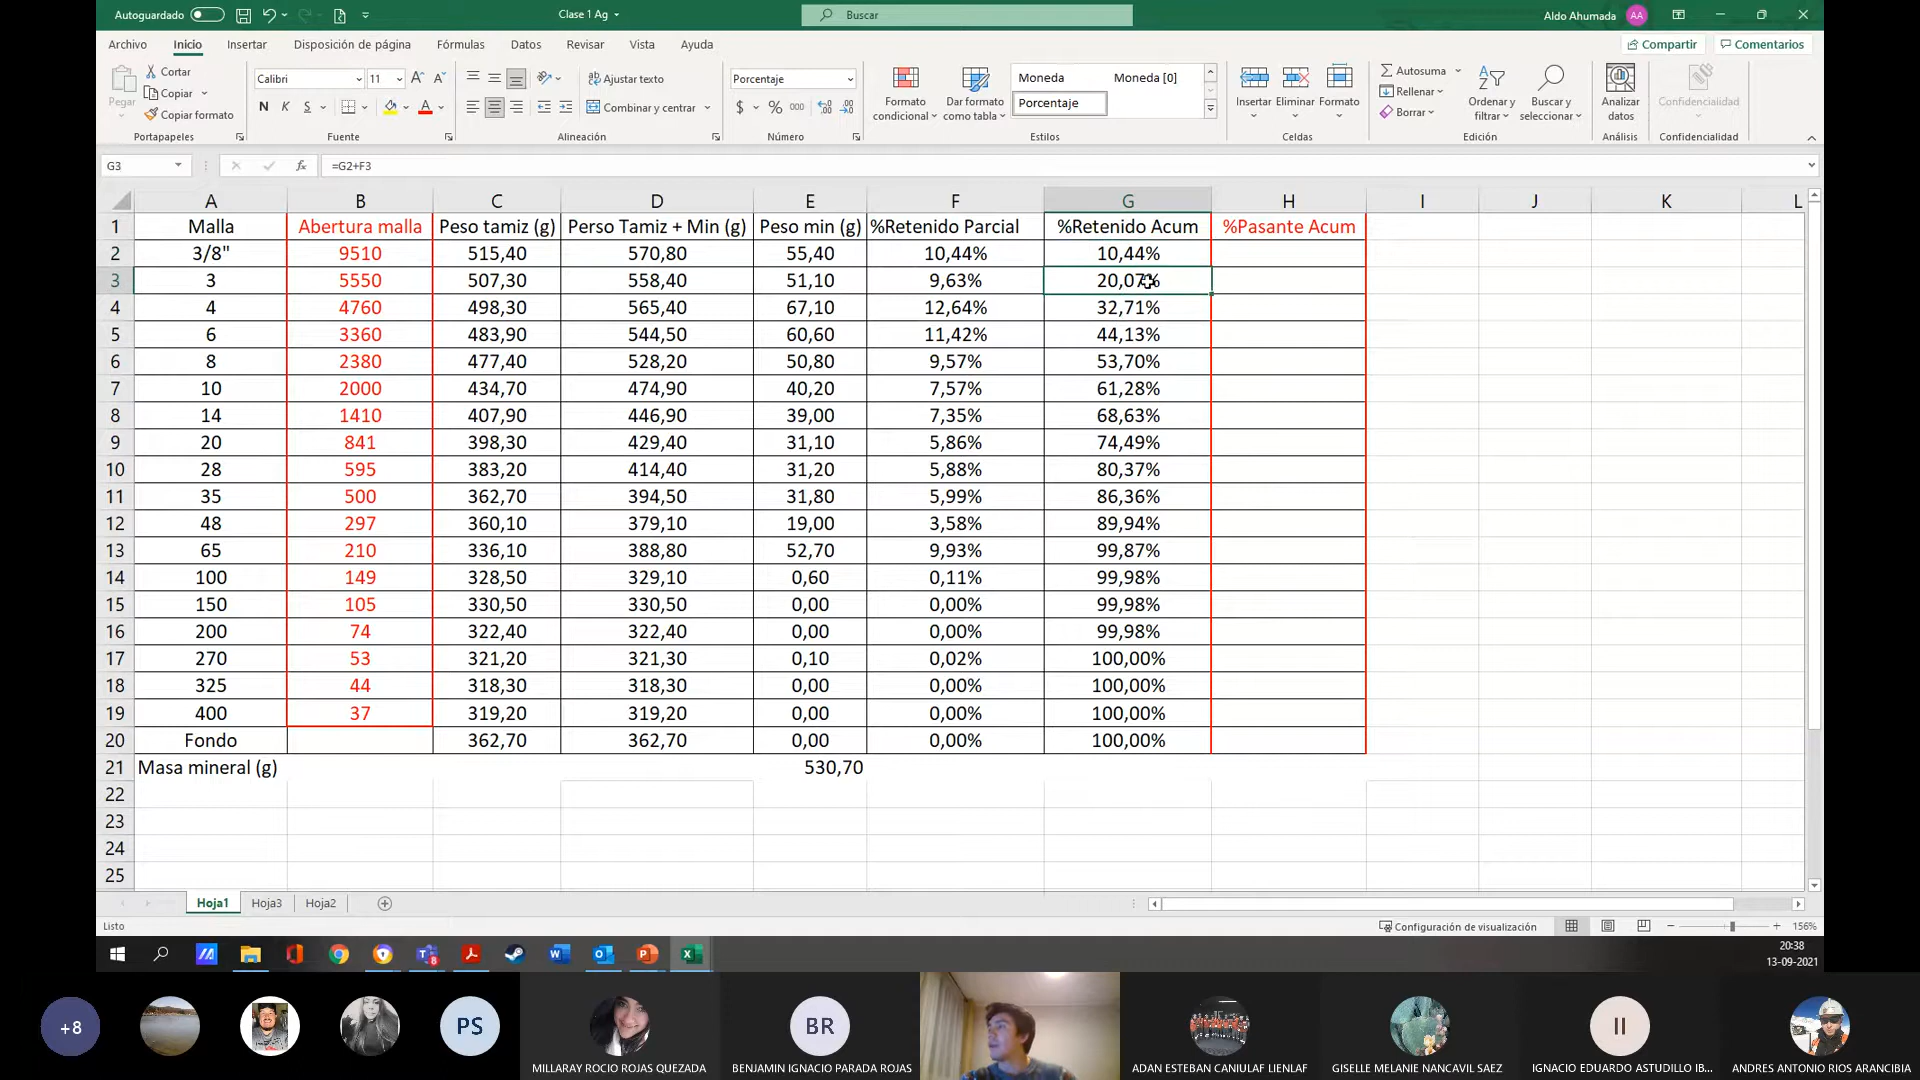 Autoguardado
Clase 1 Ag
Buscar
Aldo Ahumada AA
Archivo Inicio Insertar Disposición de página Fórmulas Datos Revisar Vista Ayuda Compartir Comentarios
Pegar
Cortar
Copiar
Copiar formato
Portapapeles
Calibri 11
N K S
Fuente
Ajustar texto
Combinar y centrar
Alineación
Porcentaje
$ % 000
Número
Formato condicional
Dar formato como tabla
Moneda Moneda [0]
Porcentaje
Estilos
Insertar Eliminar Formato
Celdas
Autosuma
Rellenar
Borrar
Ordenar y filtrar
Buscar y seleccionar
Edición
Analizar datos
Análisis
Confidencialidad
Confidencialidad
G3 fx =G2+F3
A B C D E F G H I J K L
1 Malla Abertura malla Peso tamiz (g) Perso Tamiz + Min (g) Peso min (g) %Retenido Parcial %Retenido Acum %Pasante Acum
2 3/8" 9510 515,40 570,80 55,40 10,44% 10,44%
3 3 5550 507,30 558,40 51,10 9,63% 20,07%
4 4 4760 498,30 565,40 67,10 12,64% 32,71%
5 6 3360 483,90 544,50 60,60 11,42% 44,13%
6 8 2380 477,40 528,20 50,80 9,57% 53,70%
7 10 2000 434,70 474,90 40,20 7,57% 61,28%
8 14 1410 407,90 446,90 39,00 7,35% 68,63%
9 20 841 398,30 429,40 31,10 5,86% 74,49%
10 28 595 383,20 414,40 31,20 5,88% 80,37%
11 35 500 362,70 394,50 31,80 5,99% 86,36%
12 48 297 360,10 379,10 19,00 3,58% 89,94%
13 65 210 336,10 388,80 52,70 9,93% 99,87%
14 100 149 328,50 329,10 0,60 0,11% 99,98%
15 150 105 330,50 330,50 0,00 0,00% 99,98%
16 200 74 322,40 322,40 0,00 0,00% 99,98%
17 270 53 321,20 321,30 0,10 0,02% 100,00%
18 325 44 318,30 318,30 0,00 0,00% 100,00%
19 400 37 319,20 319,20 0,00 0,00% 100,00%
20 Fondo 362,70 362,70 0,00 0,00% 100,00%
21 Masa mineral (g) 530,70
22
23
24
25
Hoja1 Hoja3 Hoja2
Listo Configuración de visualización 156%
20:38
13-09-2021
+8 PS BR II
MILLARAY ROCIO ROJAS QUEZADA BENJAMIN IGNACIO PARADA ROJAS ADAN ESTEBAN CANIULAF LIENLAF GISELLE MELANIE NANCAVIL SAEZ IGNACIO EDUARDO ASTUDILLO IB... ANDRES ANTONIO RIOS ARANCIBIA